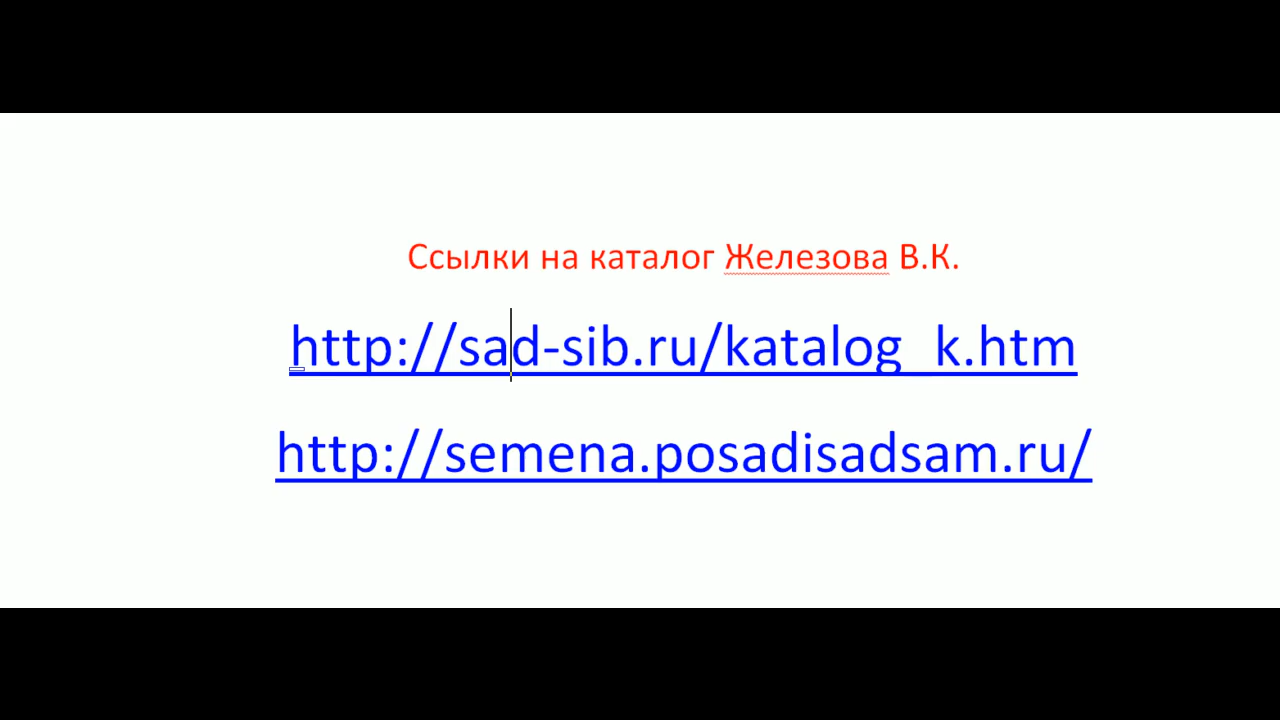 Ссылки на каталог Железова В.К.
http://sad-sib.ru/katalog_k.htm
http://semena.posadisadsam.ru/